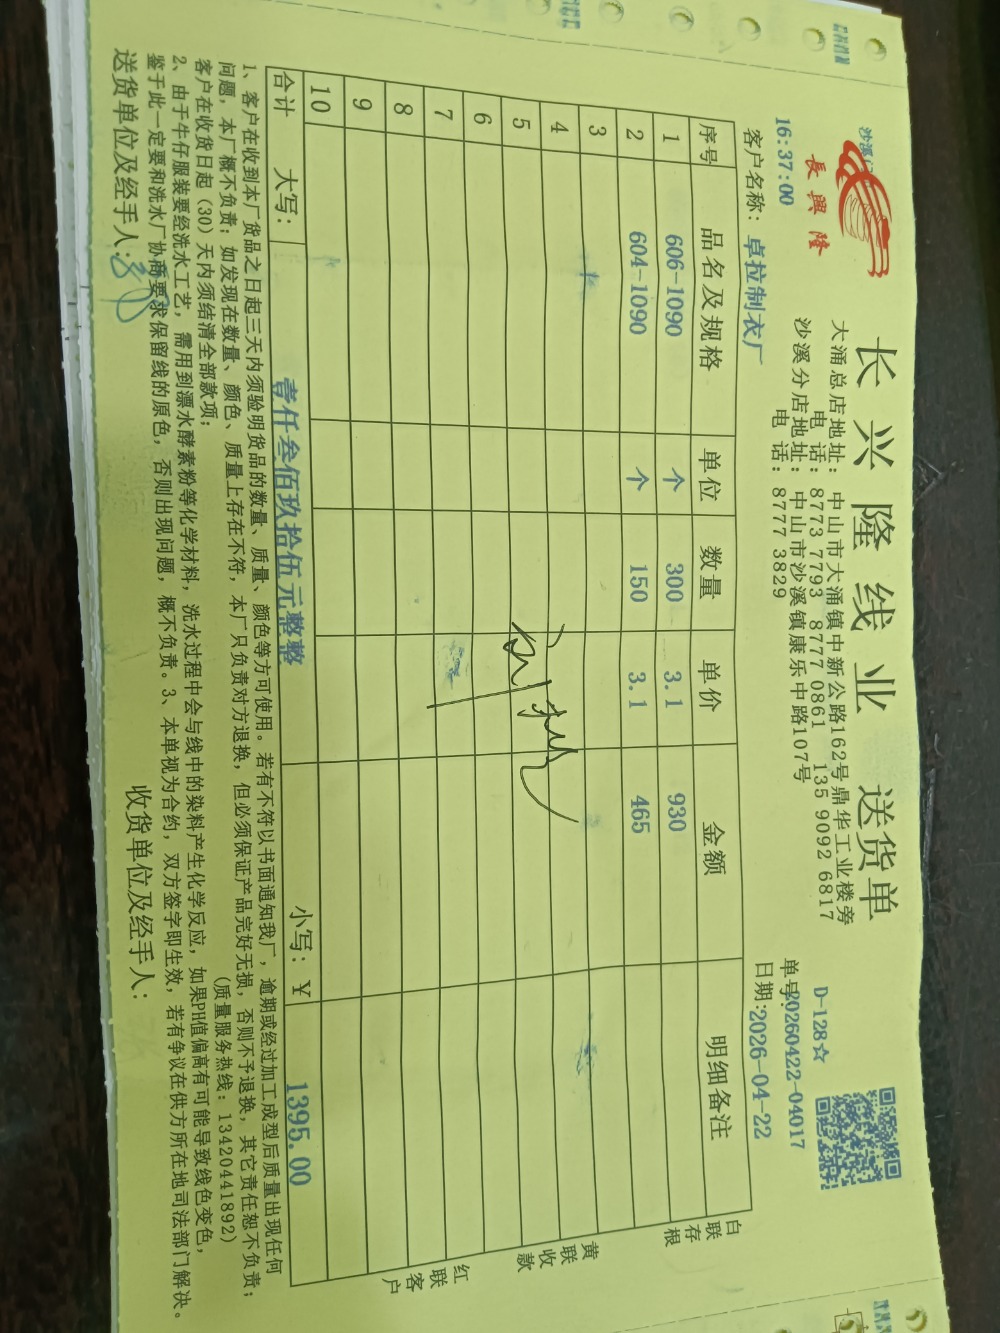 沙溪门
長興隆
长兴隆线业 送货单
大涌总店地址：中山市大涌镇中新公路162号鼎华工业楼旁
电 话：8773 7793 8777 0861 135 9092 6817
沙溪分店地址：中山市沙溪镇康乐中路107号
电 话：8777 3829
D-128☆
16:37:00
单号:20260422-04017
客户名称：卓拉制衣厂
日期:2026-04-22
序号 品名及规格 单位 数量 单价 金额 明细备注
1 606-1090 个 300 3.1 930
2 604-1090 个 150 3.1 465
3
4
5
6
7
8
9
10
合计 大写：壹仟叁佰玖拾伍元整整 小写：￥ 1395.00
白联存根
黄联收款
红联客户
1、客户在收到本厂货品之日起三天内须验明货品的数量、质量、颜色等方可使用。若有不符以书面通知我厂，逾期或经过加工成型后质量出现任何
问题，本厂概不负责；如发现在数量、颜色、质量上存在不符，本厂只负责对方退换，但必须保证产品完好无损，否则不予退换，其它责任恕不负责；
客户在收货日起（30）天内须结清全部款项； （质量服务热线：13420441892）
2、由于牛仔服装要经洗水工艺，需用到漂水酵素粉等化学材料，洗水过程中会与线中的染料产生化学反应，如果PH值偏高有可能导致线色变色，
鉴于此一定要和洗水厂协商要求保留线的原色，否则出现问题，概不负责。3、本单视为合约，双方签字即生效，若有争议在供方所在地司法部门解决。
送货单位及经手人： 收货单位及经手人：